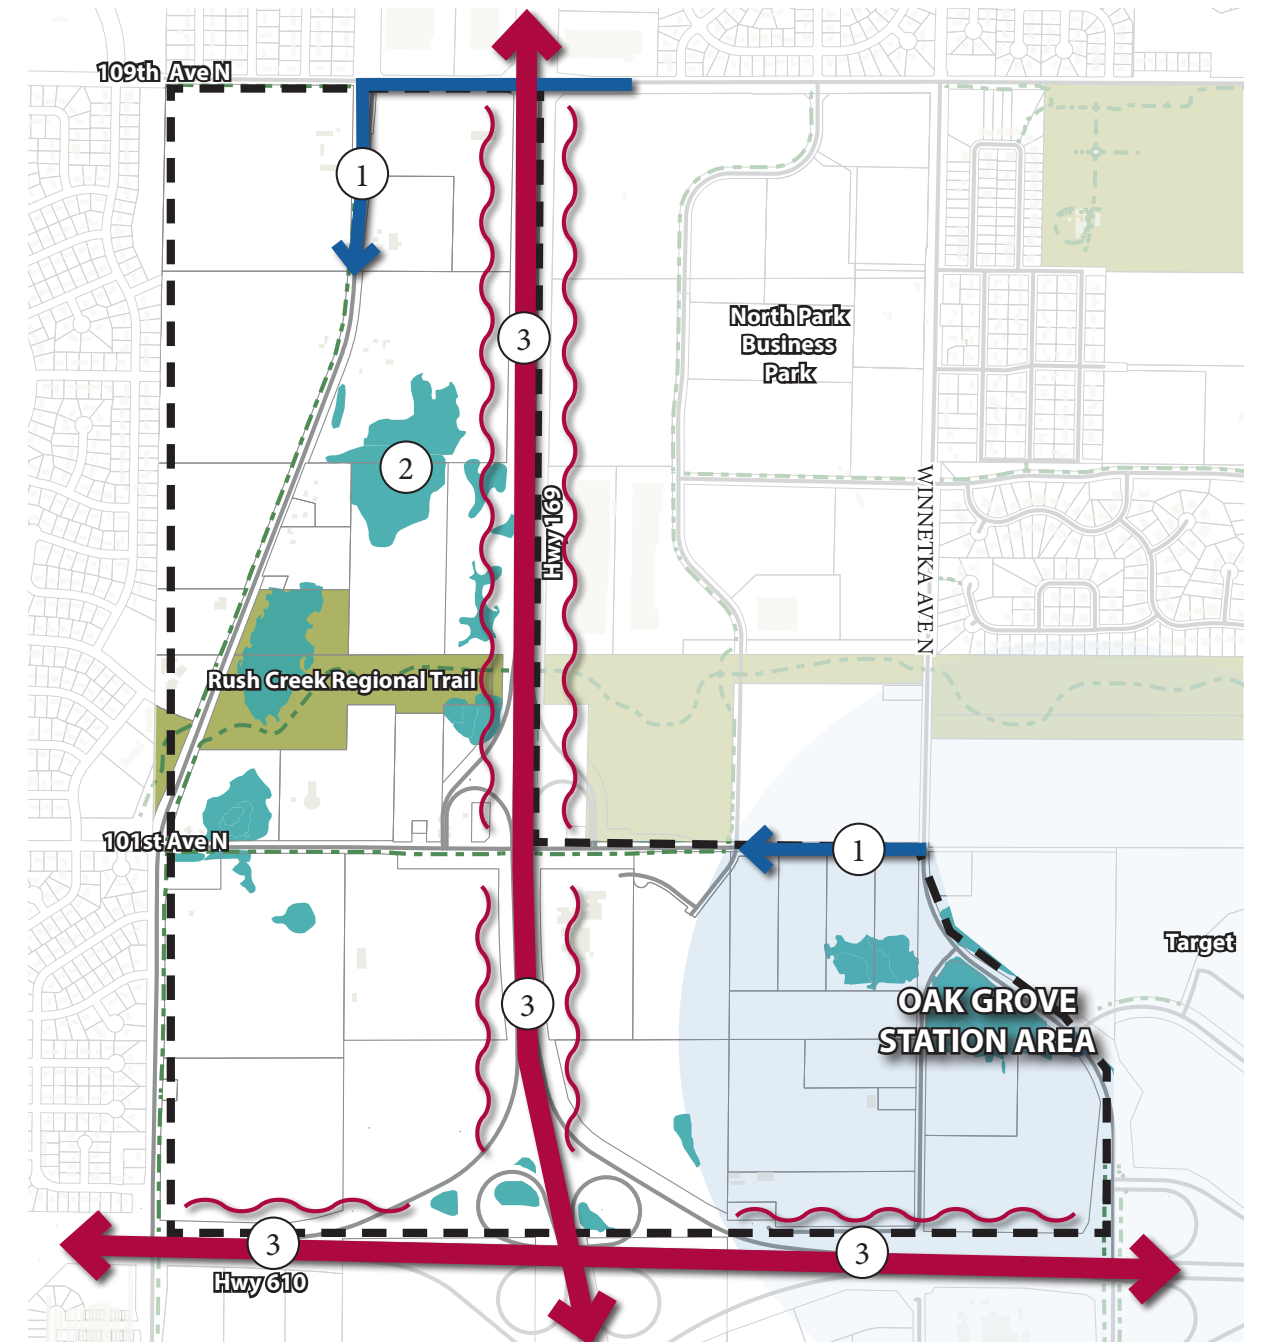 109th Ave N
1
North Park
Business
Park
3
2
Hwy 169
WINNETKA AVE N
Rush Creek Regional Trail
101st Ave N
1
Target
OAK GROVE
STATION AREA
3
3
3
Hwy 610